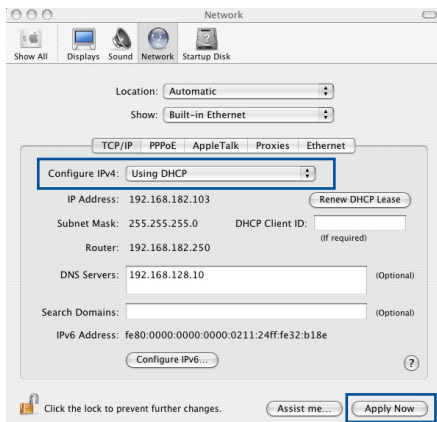 Network
Show All Displays Sound Network Startup Disk
Location: Automatic
Show: Built-in Ethernet
TCP/IP PPPoE AppleTalk Proxies Ethernet
Configure IPv4: Using DHCP
IP Address: 192.168.182.103 Renew DHCP Lease
Subnet Mask: 255.255.255.0 DHCP Client ID:
(If required)
Router: 192.168.182.250
DNS Servers: 192.168.128.10 (Optional)
Search Domains: (Optional)
IPv6 Address: fe80:0000:0000:0000:0211:24ff:fe32:b18e
Configure IPv6... ?
Click the lock to prevent further changes. Assist me... Apply Now